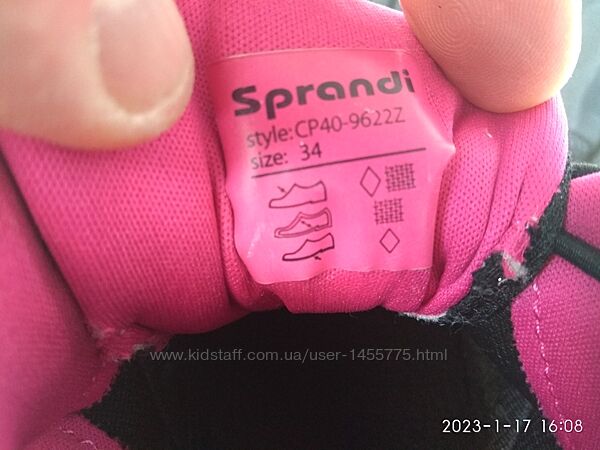 Sprandi
style:CP40-9622Z
size: 34
www.kidstaff.com.ua/user-1455775.html
2023-1-17 16:08